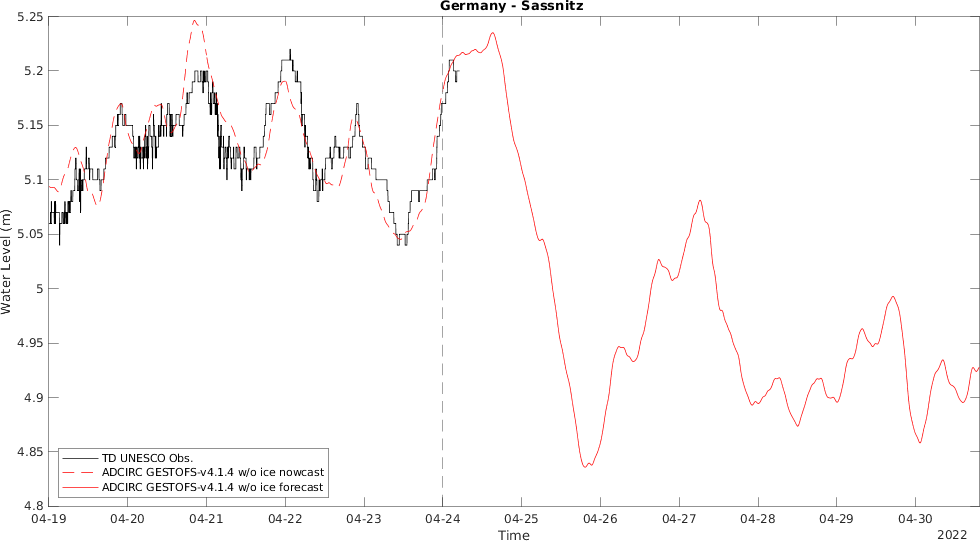 Germany - Sassnitz
5.25
5.2
5.15
5.1
5.05
5
4.95
4.9
4.85
4.8
Water Level (m)
TD UNESCO Obs.
ADCIRC GESTOFS-v4.1.4 w/o ice nowcast
ADCIRC GESTOFS-v4.1.4 w/o ice forecast
04-19 04-20 04-21 04-22 04-23 04-24 04-25 04-26 04-27 04-28 04-29 04-30
Time
2022